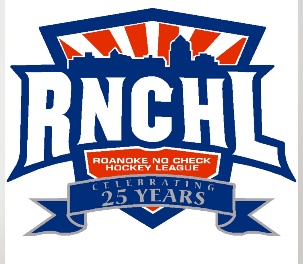 RNCHL
ROANOKE NO CHECK
HOCKEY LEAGUE
CELEBRATING
25 YEARS